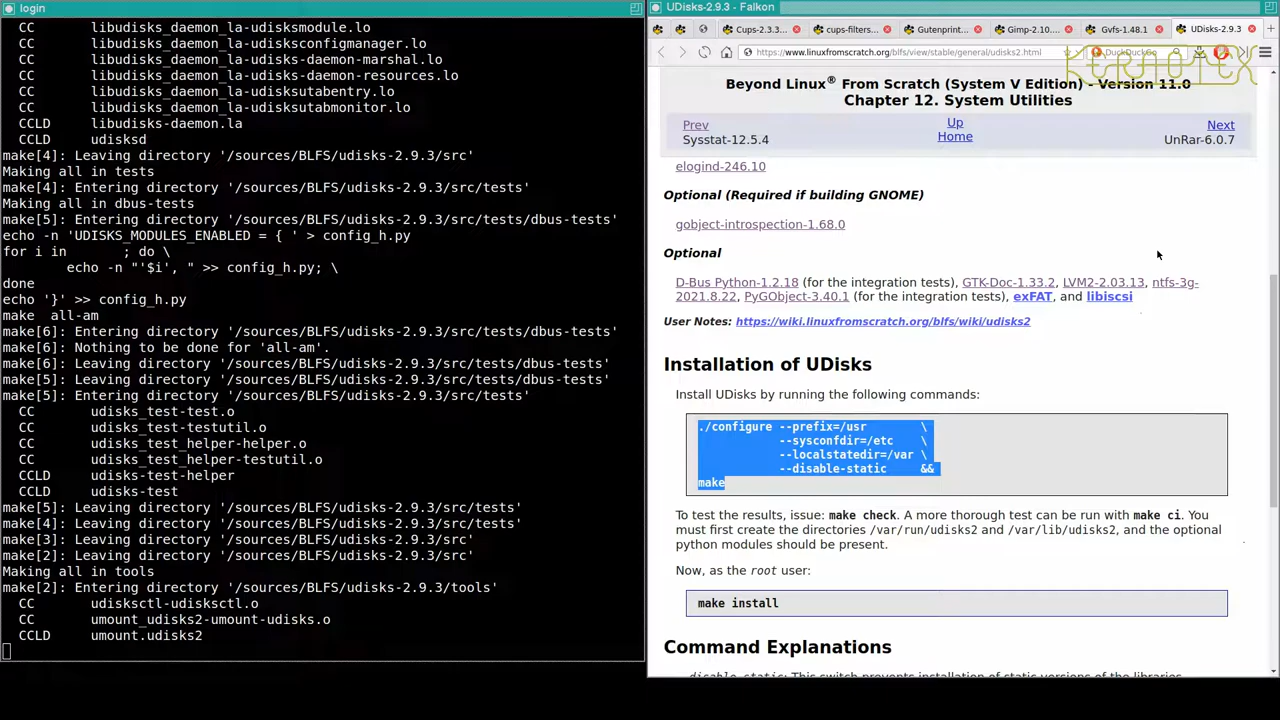 login
CC libudisks_daemon_la-udisksmodule.lo
CC libudisks_daemon_la-udisksconfigmanager.lo
CC libudisks_daemon_la-udisks-daemon-marshal.lo
CC libudisks_daemon_la-udisks-daemon-resources.lo
CC libudisks_daemon_la-udisksutabentry.lo
CC libudisks_daemon_la-udisksutabmonitor.lo
CCLD libudisks-daemon.la
CCLD udisksd
make[4]: Leaving directory '/sources/BLFS/udisks-2.9.3/src'
Making all in tests
make[4]: Entering directory '/sources/BLFS/udisks-2.9.3/src/tests'
Making all in dbus-tests
make[5]: Entering directory '/sources/BLFS/udisks-2.9.3/src/tests/dbus-tests'
echo -n 'UDISKS_MODULES_ENABLED = { ' > config_h.py
for i in ; do \
echo -n "'$i', " >> config_h.py; \
done
echo '}' >> config_h.py
make all-am
make[6]: Entering directory '/sources/BLFS/udisks-2.9.3/src/tests/dbus-tests'
make[6]: Nothing to be done for 'all-am'.
make[6]: Leaving directory '/sources/BLFS/udisks-2.9.3/src/tests/dbus-tests'
make[5]: Leaving directory '/sources/BLFS/udisks-2.9.3/src/tests/dbus-tests'
make[5]: Entering directory '/sources/BLFS/udisks-2.9.3/src/tests'
CC udisks_test-test.o
CC udisks_test-testutil.o
CC udisks_test_helper-helper.o
CC udisks_test_helper-testutil.o
CCLD udisks-test-helper
CCLD udisks-test
make[5]: Leaving directory '/sources/BLFS/udisks-2.9.3/src/tests'
make[4]: Leaving directory '/sources/BLFS/udisks-2.9.3/src/tests'
make[3]: Leaving directory '/sources/BLFS/udisks-2.9.3/src'
make[2]: Leaving directory '/sources/BLFS/udisks-2.9.3/src'
Making all in tools
make[2]: Entering directory '/sources/BLFS/udisks-2.9.3/tools'
CC udisksctl-udisksctl.o
CC umount_udisks2-umount-udisks.o
CCLD umount.udisks2
UDisks-2.9.3 - Falkon
Cups-2.3.3... cups-filters... Gutenprint... Gimp-2.10.... Gvfs-1.48.1 UDisks-2.9.3
https://www.linuxfromscratch.org/blfs/view/stable/general/udisks2.html DuckDuckGo
KERNOTEX
Beyond Linux® From Scratch (System V Edition) - Version 11.0
Chapter 12. System Utilities
Prev Up Next
Sysstat-12.5.4 Home UnRar-6.0.7
elogind-246.10
Optional (Required if building GNOME)
gobject-introspection-1.68.0
Optional
D-Bus Python-1.2.18 (for the integration tests), GTK-Doc-1.33.2, LVM2-2.03.13, ntfs-3g-
2021.8.22, PyGObject-3.40.1 (for the integration tests), exFAT, and libiscsi
User Notes: https://wiki.linuxfromscratch.org/blfs/wiki/udisks2
Installation of UDisks
Install UDisks by running the following commands:
./configure --prefix=/usr \
--sysconfdir=/etc \
--localstatedir=/var \
--disable-static &&
make
To test the results, issue: make check. A more thorough test can be run with make ci. You
must first create the directories /var/run/udisks2 and /var/lib/udisks2, and the optional
python modules should be present.
Now, as the root user:
make install
Command Explanations
--disable-static: This switch prevents installation of static versions of the libraries.